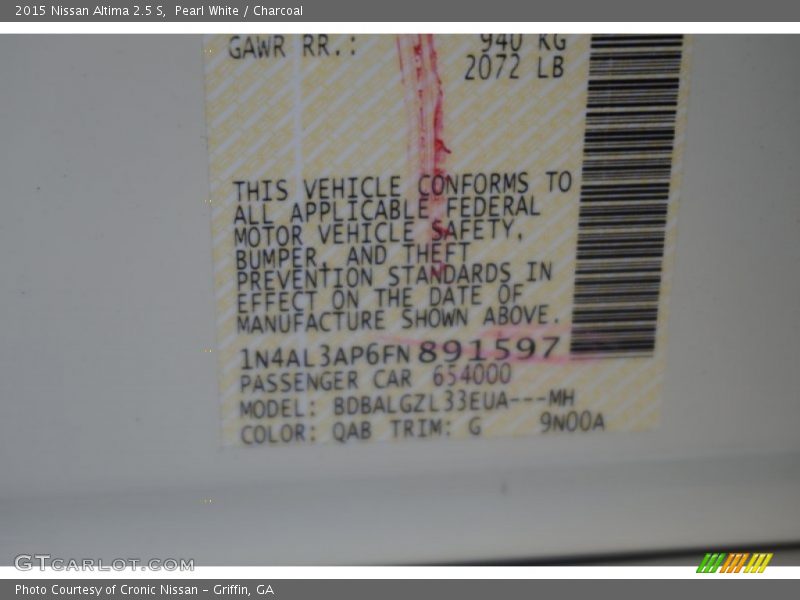 2015 Nissan Altima 2.5 S, Pearl White / Charcoal
GAWR RR.: 940 KG
2072 LB
THIS VEHICLE CONFORMS TO
ALL APPLICABLE FEDERAL
MOTOR VEHICLE SAFETY,
BUMPER, AND THEFT
PREVENTION STANDARDS IN
EFFECT ON THE DATE OF
MANUFACTURE SHOWN ABOVE.
1N4AL3AP6FN891597
PASSENGER CAR 654000
MODEL: BDBALGZL33EUA---MH
COLOR: QAB TRIM: G 9N00A
GTCARLOT.COM
Photo Courtesy of Cronic Nissan - Griffin, GA